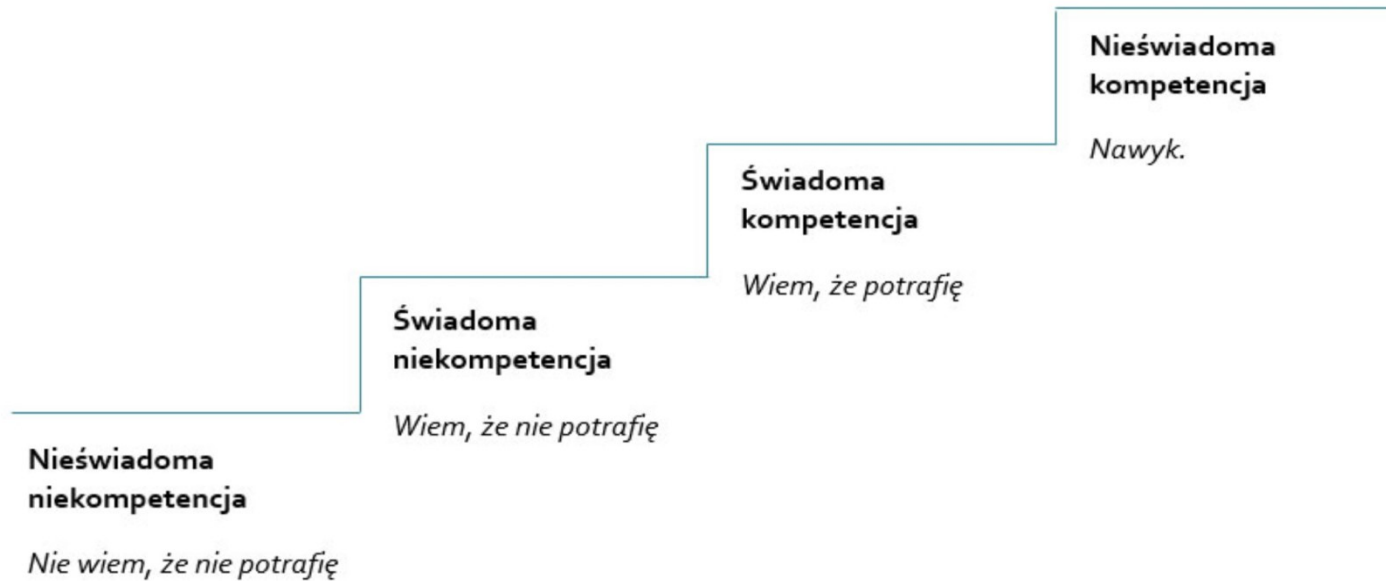 Nieświadoma
kompetencja
Nawyk.
Świadoma
kompetencja
Wiem, że potrafię
Świadoma
niekompetencja
Wiem, że nie potrafię
Nieświadoma
niekompetencja
Nie wiem, że nie potrafię